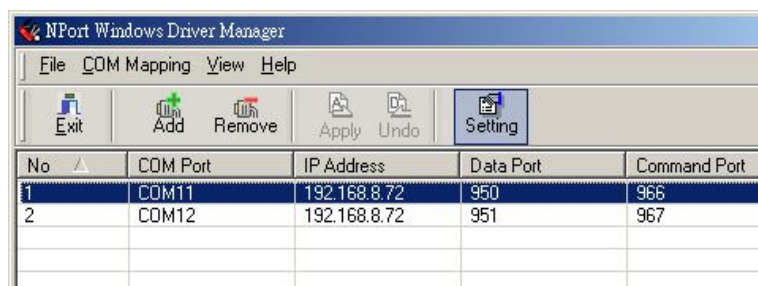 NPort Windows Driver Manager
File COM Mapping View Help
Exit Add Remove Apply Undo Setting
No COM Port IP Address Data Port Command Port
1 COM11 192.168.8.72 950 966
2 COM12 192.168.8.72 951 967